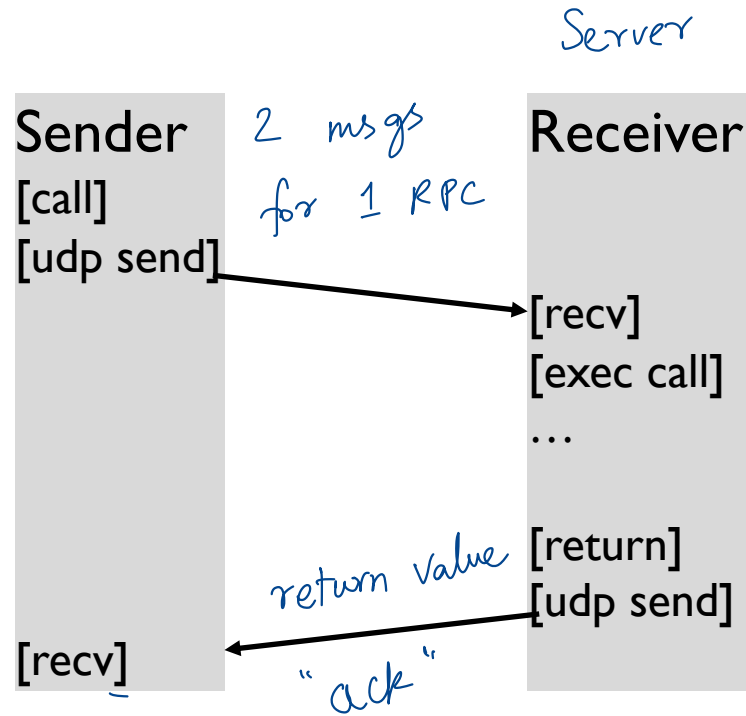 Server
Sender
2 msgs
Receiver
[call]
for 1 RPC
[udp send]
[recv]
[exec call]
...
[return]
return value
[udp send]
[recv]
"ack"